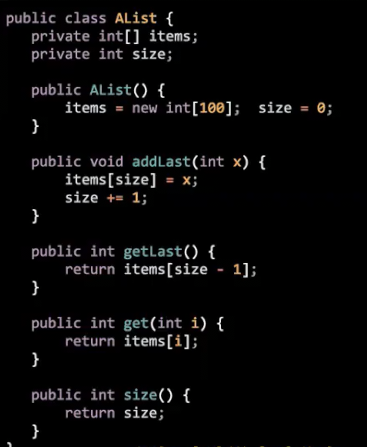 public class AList {
    private int[] items;
    private int size;

    public AList() {
        items = new int[100];  size = 0;
    }

    public void addLast(int x) {
        items[size] = x;
        size += 1;
    }

    public int getLast() {
        return items[size - 1];
    }

    public int get(int i) {
        return items[i];
    }

    public int size() {
        return size;
    }
}